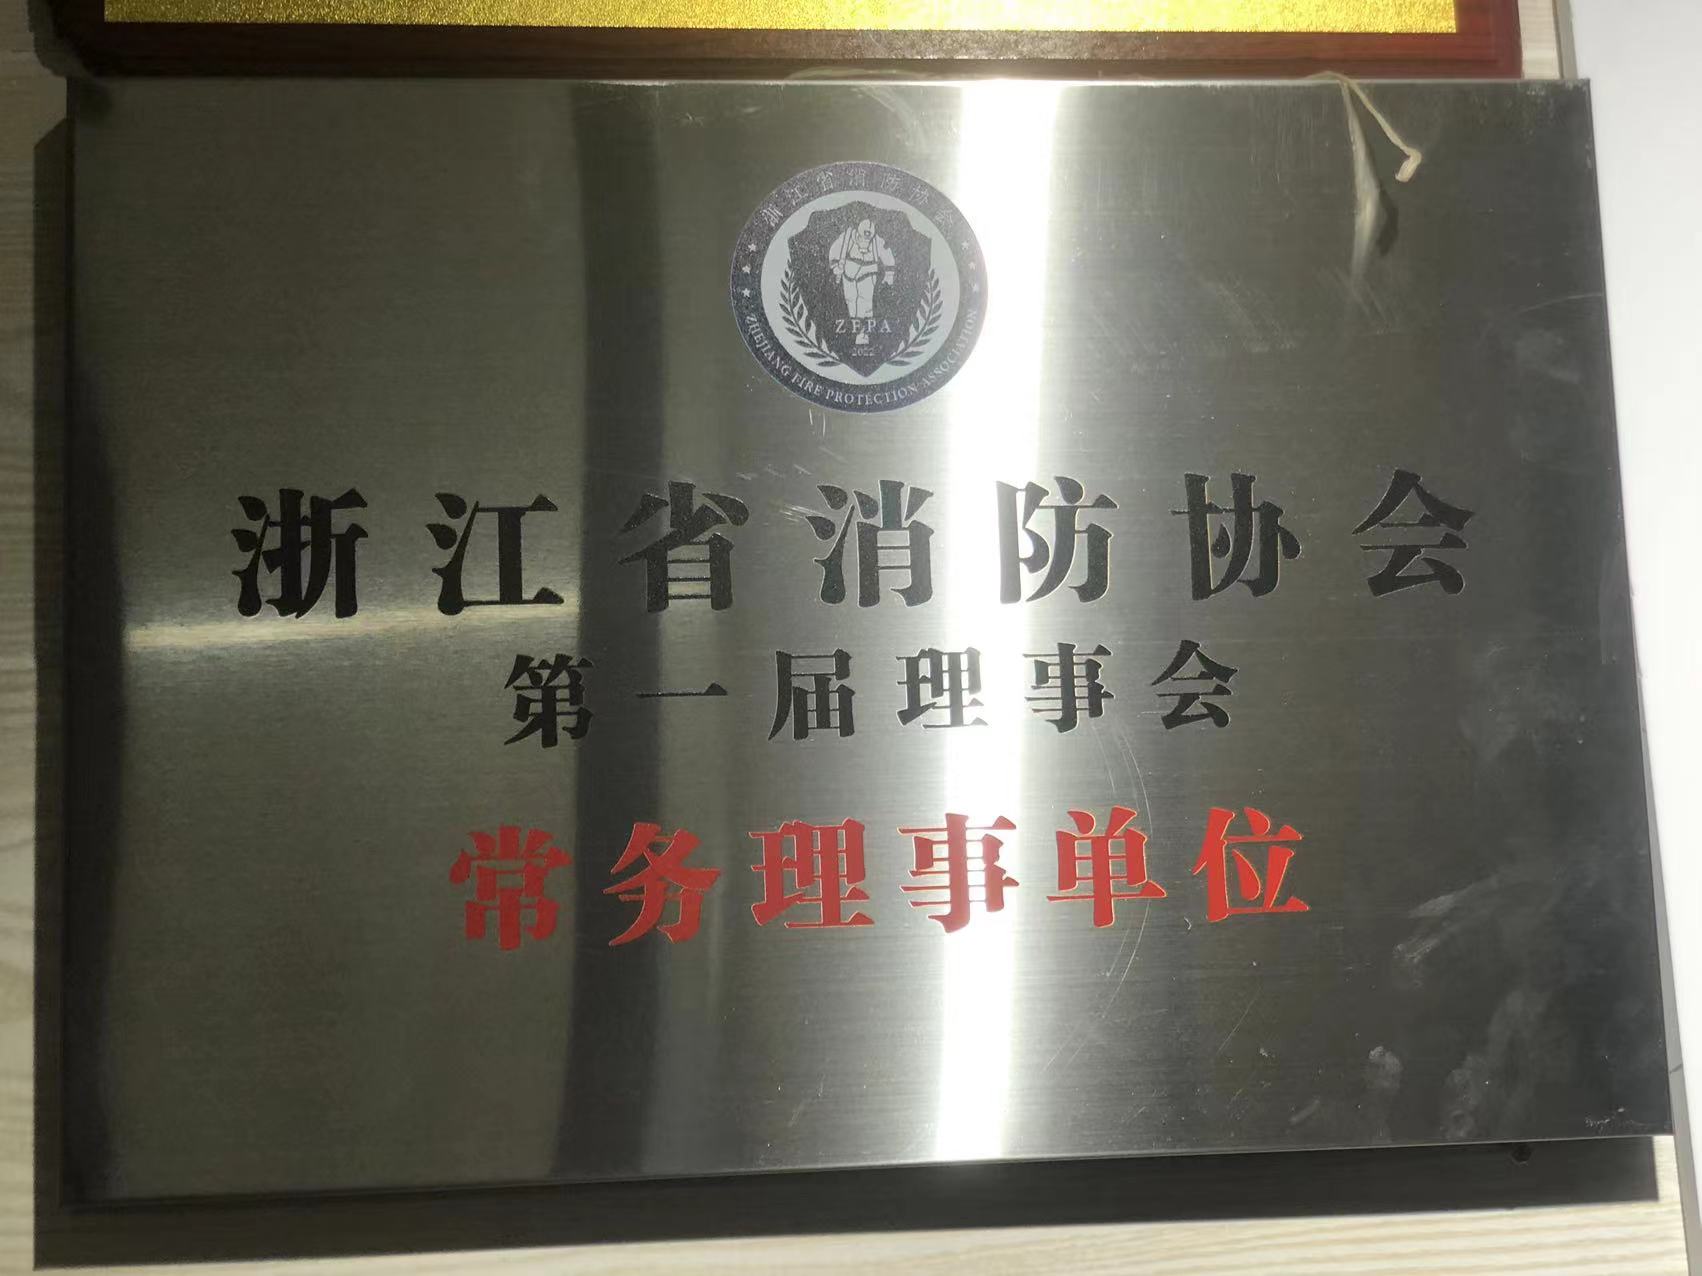 浙江省消防协会
ZFPA
2022
ZHEJIANG FIRE PROTECTION ASSOCIATION
浙江省消防协会
第一届理事会
常务理事单位